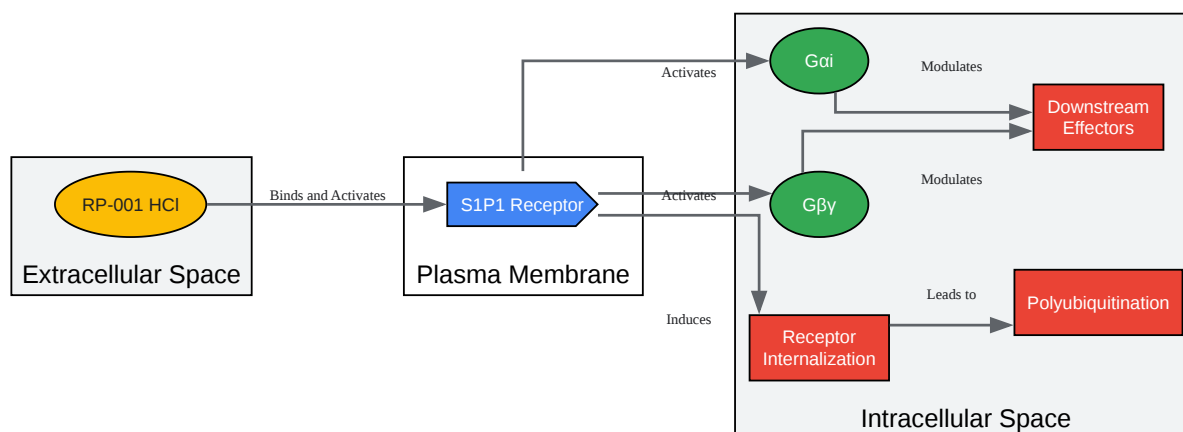 Gαi
Activates
Modulates
Downstream
Effectors
RP-001 HCl
Binds and Activates
S1P1 Receptor
Activates
Gβγ
Modulates
Extracellular Space
Plasma Membrane
Induces
Receptor
Internalization
Leads to
Polyubiquitination
Intracellular Space